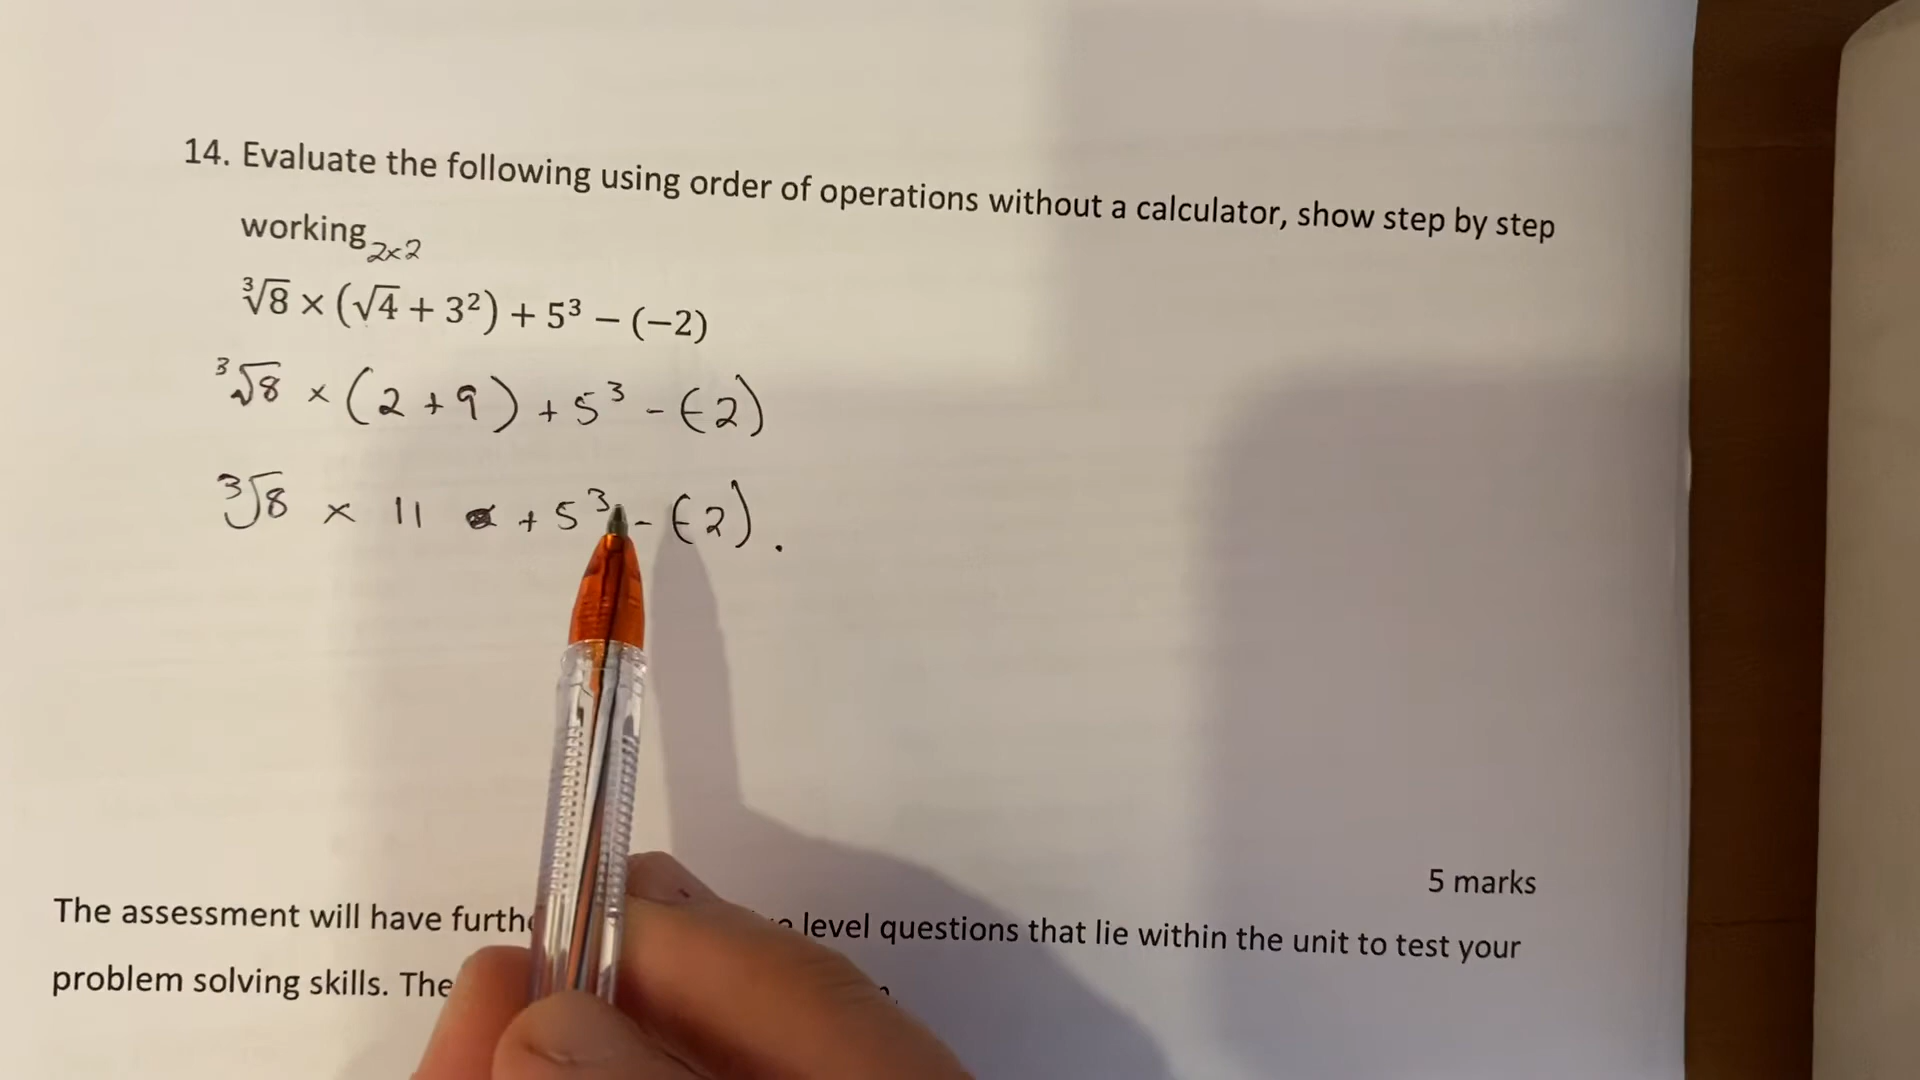 14. Evaluate the following using order of operations without a calculator, show step by step
working
2×2
³√8 × (√4 + 3²) + 5³ − (−2)
³√8 × (2 + 9) + 5³ - (-2)
³√8 × 11 + 5³ - (-2).
5 marks
The assessment will have level questions that lie within the unit to test your
problem solving skills. The